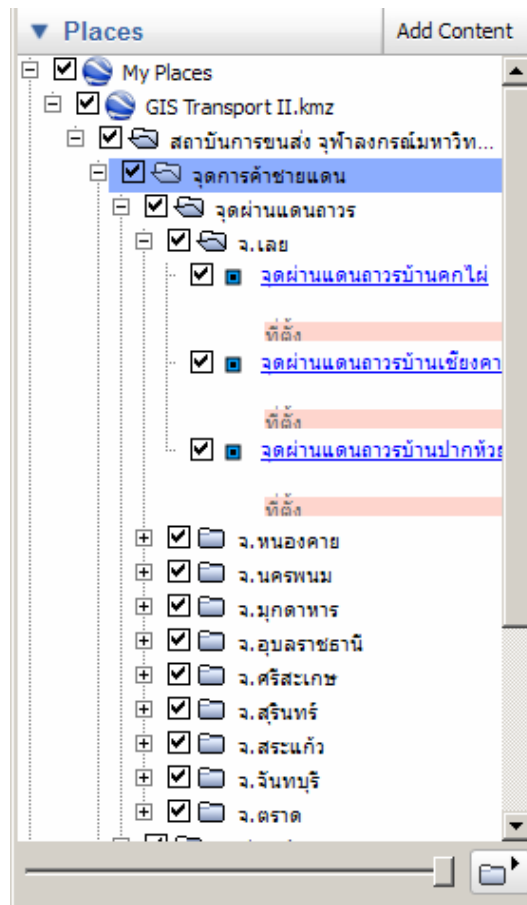 Places
Add Content
My Places
GIS Transport II.kmz
สถาบันการขนส่ง จุฬาลงกรณ์มหาวิท...
จุดการค้าชายแดน
จุดผ่านแดนถาวร
จ.เลย
จุดผ่านแดนถาวรบ้านคกไผ่
ที่ตั้ง
จุดผ่านแดนถาวรบ้านเชียงคา
ที่ตั้ง
จุดผ่านแดนถาวรบ้านปากห้วย
ที่ตั้ง
จ.หนองคาย
จ.นครพนม
จ.มุกดาหาร
จ.อุบลราชธานี
จ.ศรีสะเกษ
จ.สุรินทร์
จ.สระแก้ว
จ.จันทบุรี
จ.ตราด